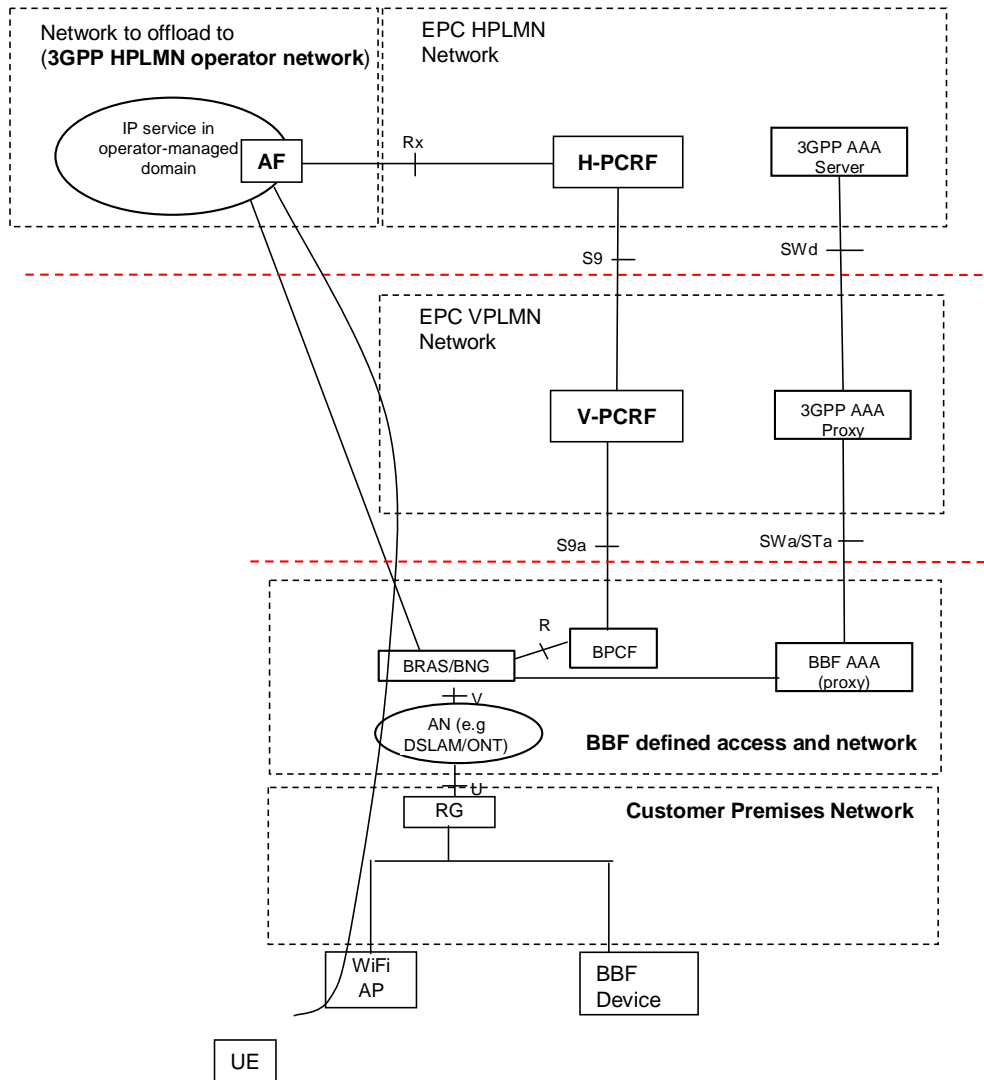 Network to offload to
(3GPP HPLMN operator network)
EPC HPLMN
Network
IP service in
operator-managed
domain
AF
Rx
H-PCRF
3GPP AAA
Server
S9
SWd
EPC VPLMN
Network
V-PCRF
3GPP AAA
Proxy
S9a
SWa/STa
R
BPCF
BRAS/BNG
BBF AAA
(proxy)
V
AN (e.g
DSLAM/ONT)
BBF defined access and network
U
RG
Customer Premises Network
WiFi
AP
BBF
Device
UE